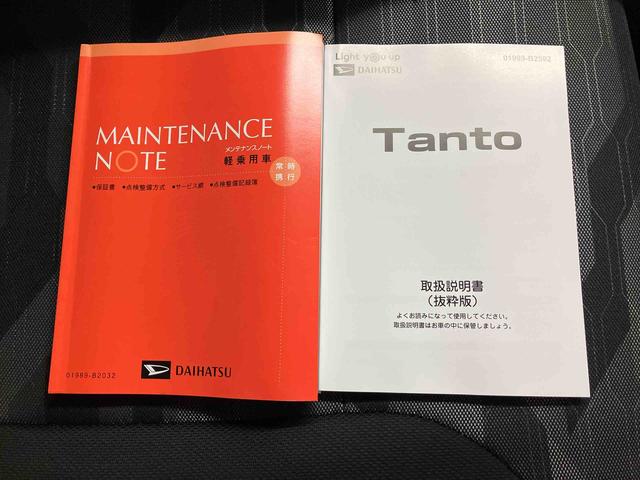 MAINTENANCE
NOTE
メンテナンスノート
軽乗用車
常時
携行
•保証書 •点検整備方式 •サービス網 •点検整備記録簿
01989-B2032
DAIHATSU
Light you up
DAIHATSU
01999-B2502
Tanto
取扱説明書
(抜粋版)
よくお読みになって使用してください。
取扱説明書はお車の中に保管しましょう。